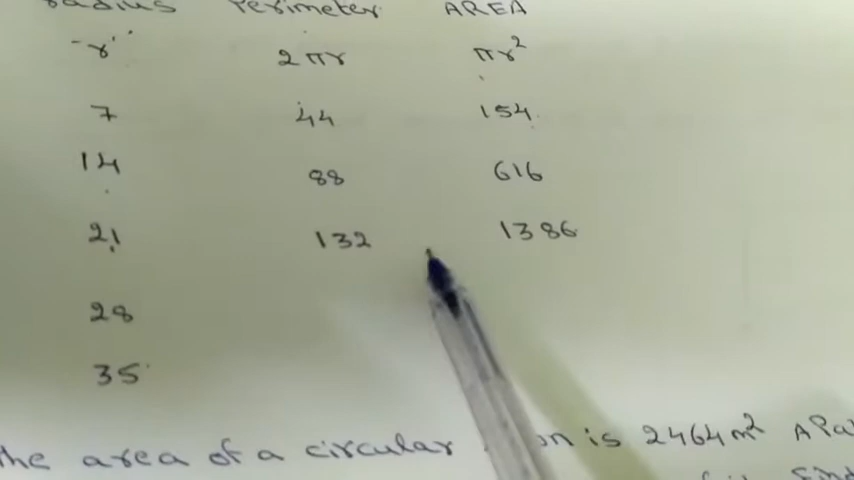 radius Perimeter AREA
"r" 2πr πr²
7 44 154
14 88 616
21 132 1386
28
35
the area of a circular is 2464m² A